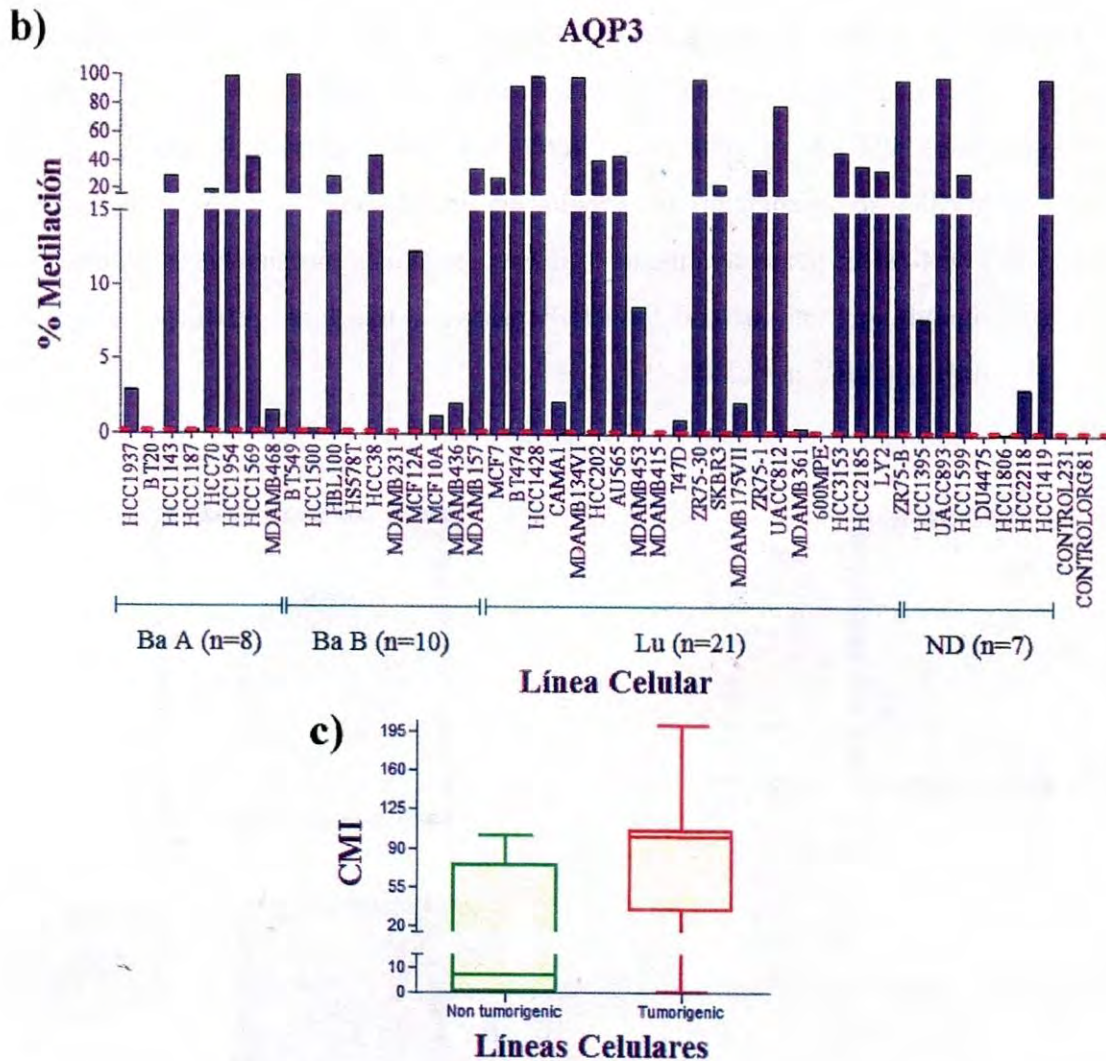 b)
AQP3
% Metilación
100
80
60
40
20
15
10
5
0
HCC1937
BT20
HCC1143
HCC1187
HCC70
HCC1954
HCC1569
MDAMB468
BT549
HCC1500
HBL100
HS578T
HCC38
MDAMB231
MCF12A
MCF10A
MDAMB436
MDAMB157
MCF7
BT474
HCC1428
CAMA1
MDAMB134V1
HCC202
AU565
MDAMB453
MDAMB415
T47D
ZR75-30
SKBR3
MDAMB175VII
ZR75-1
UACC812
MDAMB361
600MPE
HCC3153
HCC2185
LY2
ZR75-B
HCC1395
UACC893
HCC1599
DU4475
HCC1806
HCC2218
HCC1419
CONTROL231
CONTROLORG81
Ba A (n=8)
Ba B (n=10)
Lu (n=21)
ND (n=7)
Línea Celular
c)
CMI
195
160
125
90
55
20
10
0
Non tumorigenic
Tumorigenic
Líneas Celulares